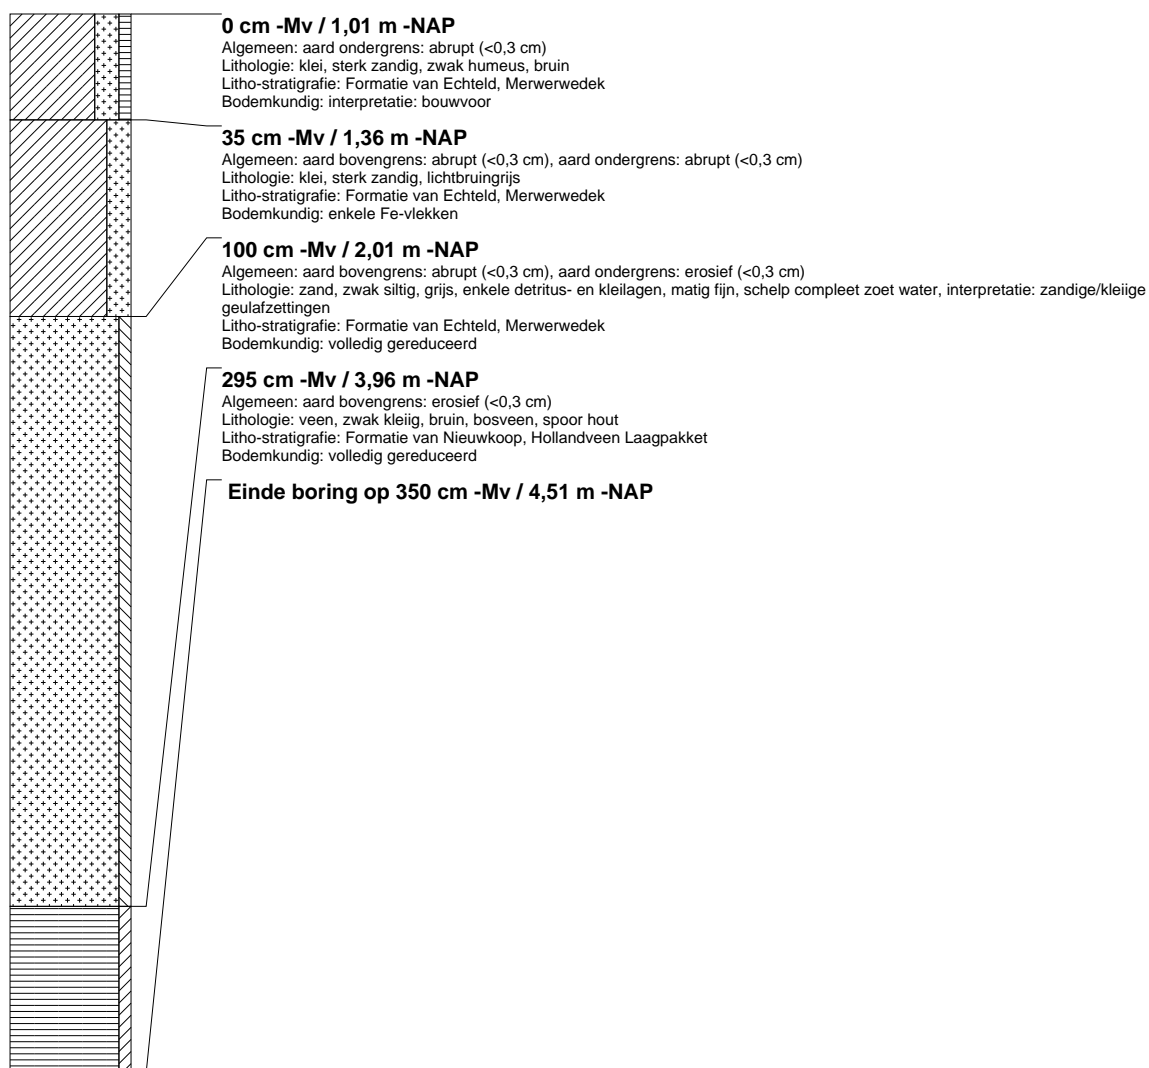 0 cm -Mv / 1,01 m -NAP
Algemeen: aard ondergrens: abrupt (<0,3 cm)
Lithologie: klei, sterk zandig, zwak humeus, bruin
Litho-stratigrafie: Formatie van Echteld, Merwerwedek
Bodemkundig: interpretatie: bouwvoor
35 cm -Mv / 1,36 m -NAP
Algemeen: aard bovengrens: abrupt (<0,3 cm), aard ondergrens: abrupt (<0,3 cm)
Lithologie: klei, sterk zandig, lichtbruingrijs
Litho-stratigrafie: Formatie van Echteld, Merwerwedek
Bodemkundig: enkele Fe-vlekken
100 cm -Mv / 2,01 m -NAP
Algemeen: aard bovengrens: abrupt (<0,3 cm), aard ondergrens: erosief (<0,3 cm)
Lithologie: zand, zwak siltig, grijs, enkele detritus- en kleilagen, matig fijn, schelp compleet zoet water, interpretatie: zandige/kleiige
geulafzettingen
Litho-stratigrafie: Formatie van Echteld, Merwerwedek
Bodemkundig: volledig gereduceerd
295 cm -Mv / 3,96 m -NAP
Algemeen: aard bovengrens: erosief (<0,3 cm)
Lithologie: veen, zwak kleiig, bruin, bosveen, spoor hout
Litho-stratigrafie: Formatie van Nieuwkoop, Hollandveen Laagpakket
Bodemkundig: volledig gereduceerd
Einde boring op 350 cm -Mv / 4,51 m -NAP